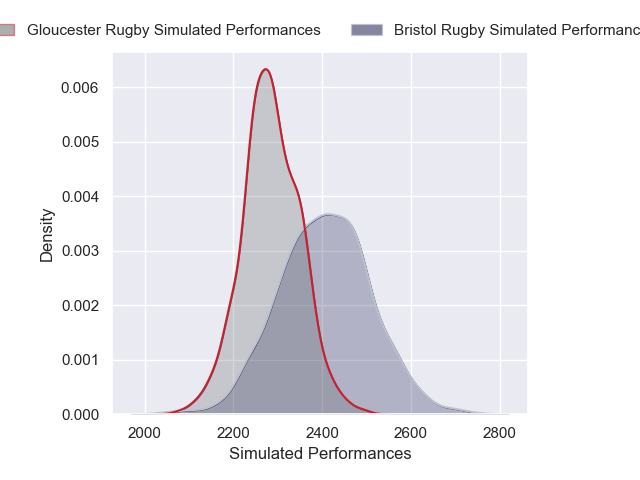 Gloucester Rugby Simulated Performances
Bristol Rugby Simulated Performanc
0.006
0.005
0.004
0.003
0.002
0.001
0.000
Density
2000 2200 2400 2600 2800
Simulated Performances